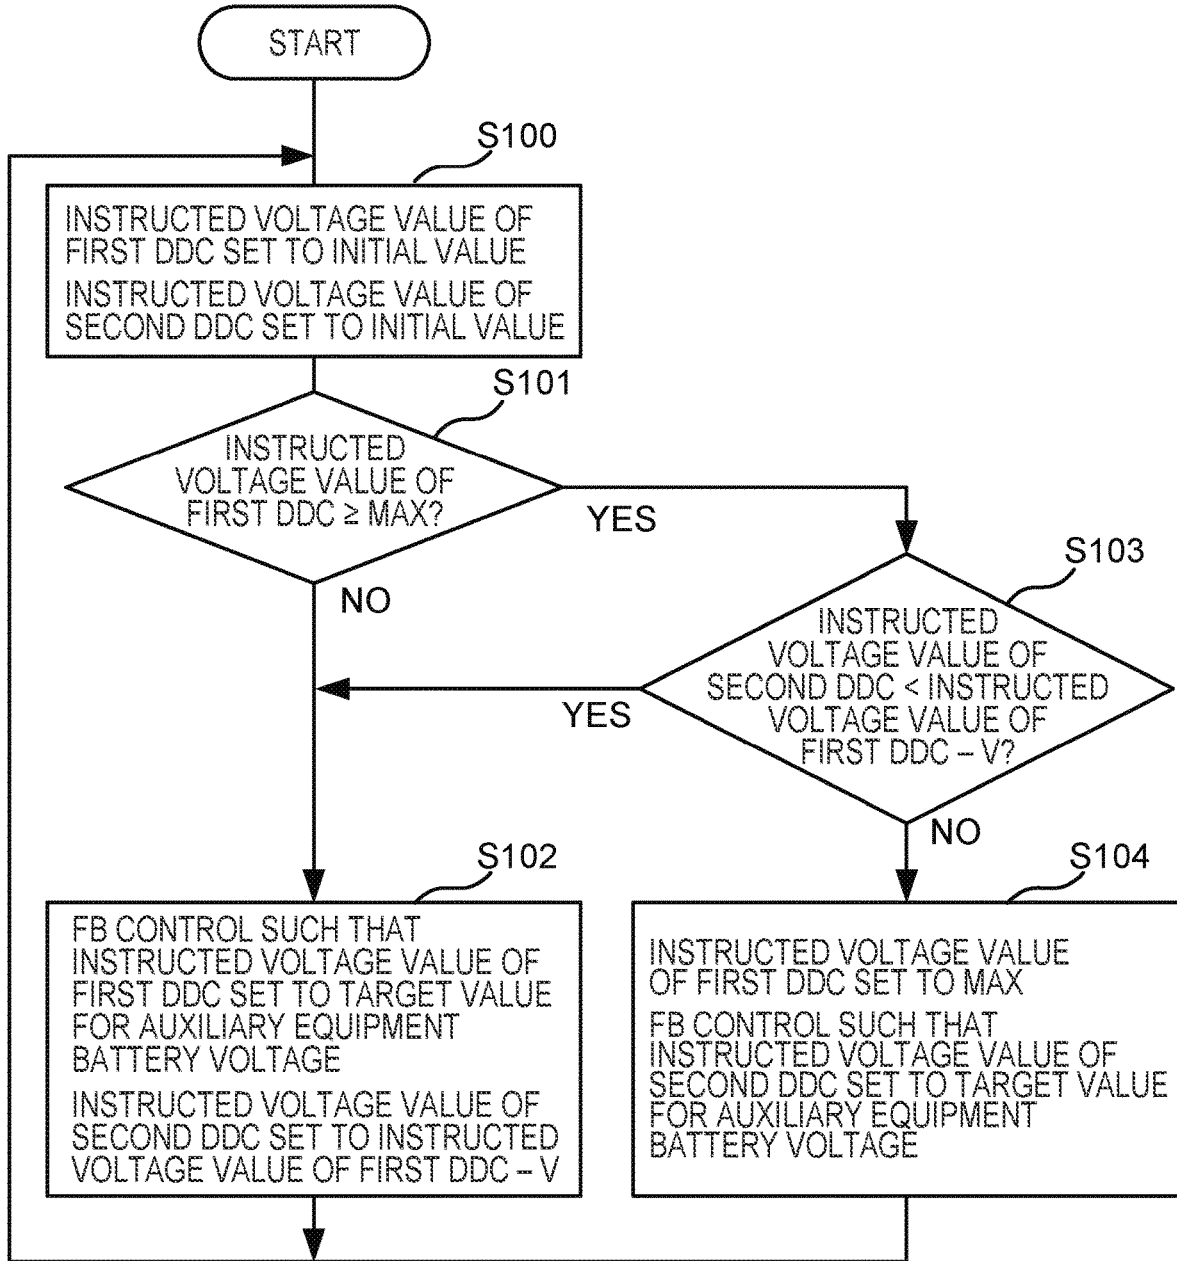 START
S100
INSTRUCTED VOLTAGE VALUE OF
FIRST DDC SET TO INITIAL VALUE
INSTRUCTED VOLTAGE VALUE OF
SECOND DDC SET TO INITIAL VALUE
S101
INSTRUCTED
VOLTAGE VALUE OF
FIRST DDC ≥ MAX?
YES
NO
S103
INSTRUCTED
VOLTAGE VALUE OF
SECOND DDC < INSTRUCTED
VOLTAGE VALUE OF
FIRST DDC – V?
YES
NO
S102
FB CONTROL SUCH THAT
INSTRUCTED VOLTAGE VALUE OF
FIRST DDC SET TO TARGET VALUE
FOR AUXILIARY EQUIPMENT
BATTERY VOLTAGE
INSTRUCTED VOLTAGE VALUE OF
SECOND DDC SET TO INSTRUCTED
VOLTAGE VALUE OF FIRST DDC – V
S104
INSTRUCTED VOLTAGE VALUE
OF FIRST DDC SET TO MAX
FB CONTROL SUCH THAT
INSTRUCTED VOLTAGE VALUE OF
SECOND DDC SET TO TARGET VALUE
FOR AUXILIARY EQUIPMENT
BATTERY VOLTAGE